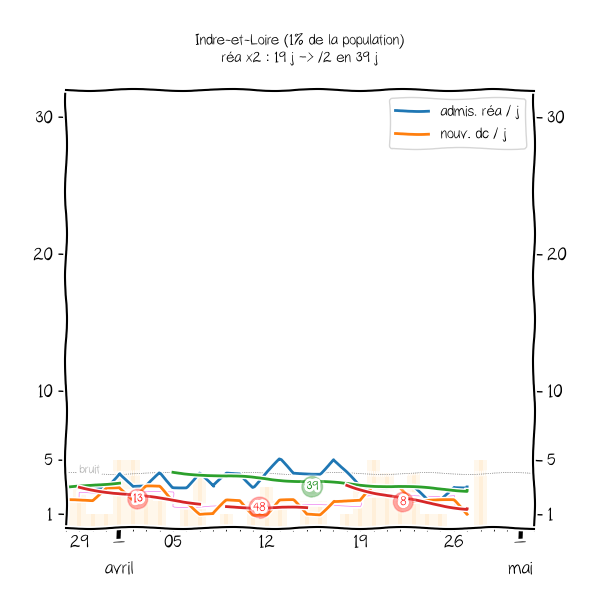 Indre-et-Loire (1% de la population)
réa x2 : 19 j -> /2 en 39 j
admis. réa / j
nouv. dc / j
30 30
20 20
10 10
5 5
bruit
39
13
48
8
1 1
29 05 12 19 26
avril mai